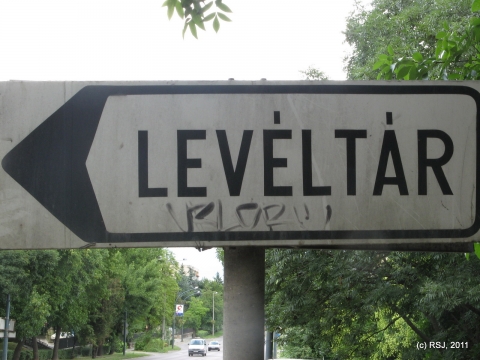 LEVÉLTÁR
(c) RSJ, 2011